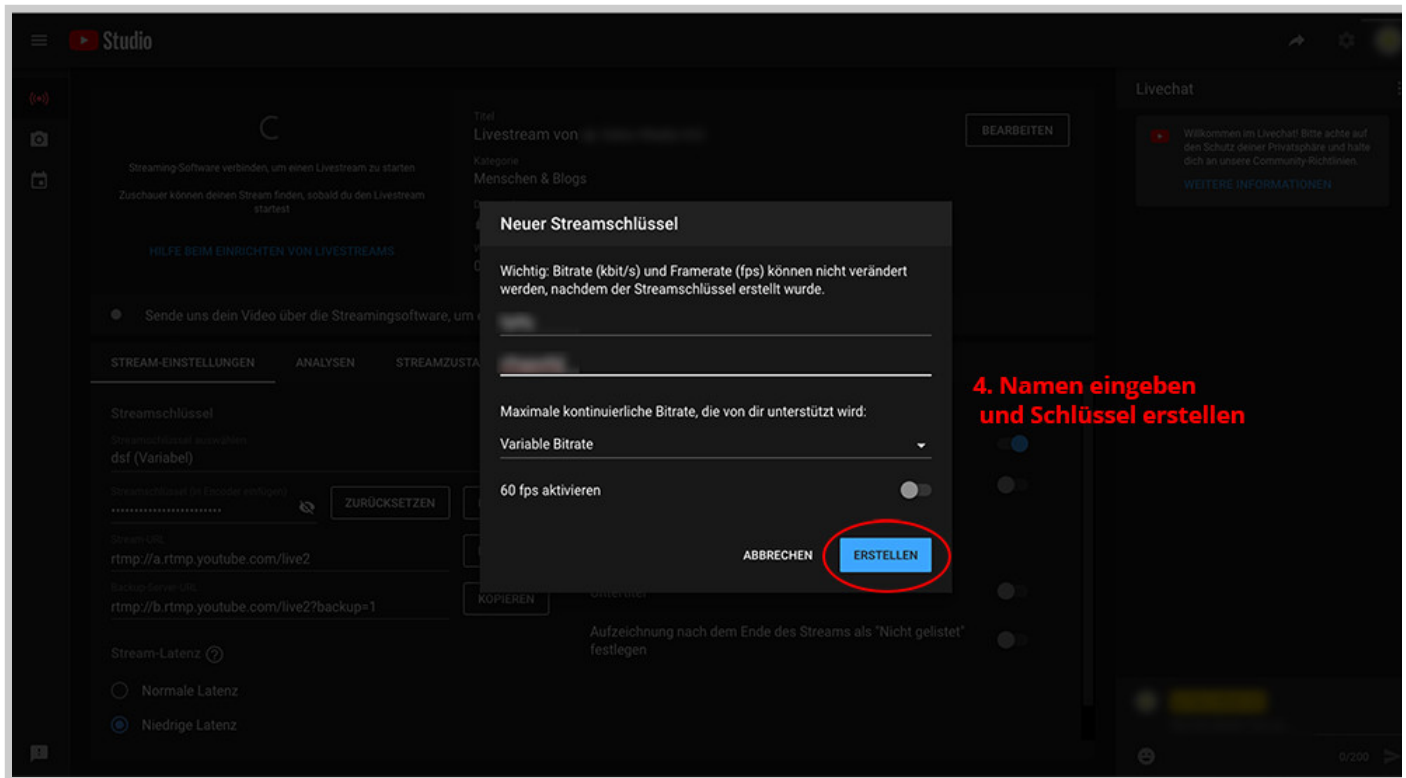 Studio
Livechat
Willkommen im Livechat! Bitte achte auf
den Schutz deiner Privatsphäre und halte
dich an unsere Community-Richtlinien.
WEITERE INFORMATIONEN
Streaming-Software verbinden, um einen Livestream zu starten
Zuschauer können deinen Stream finden, sobald du den Livestream
startest
HILFE BEIM EINRICHTEN VON LIVESTREAMS
Titel
Livestream von
BEARBEITEN
Kategorie
Menschen & Blogs
Sende uns dein Video über die Streamingsoftware, um
Neuer Streamschlüssel
Wichtig: Bitrate (kbit/s) und Framerate (fps) können nicht verändert
werden, nachdem der Streamschlüssel erstellt wurde.
Maximale kontinuierliche Bitrate, die von dir unterstützt wird:
Variable Bitrate
60 fps aktivieren
ABBRECHEN
ERSTELLEN
4. Namen eingeben
und Schlüssel erstellen
STREAM-EINSTELLUNGEN
ANALYSEN
Streamschlüssel
Streamschlüssel auswählen
dsf (Variabel)
Streamschlüssel (in Encoder einfügen)
ZURÜCKSETZEN
Stream-URL
rtmp://a.rtmp.youtube.com/live2
Backup-Server-URL
rtmp://b.rtmp.youtube.com/live2?backup=1
KOPIEREN
Untertitel
Aufzeichnung nach dem Ende des Streams als "Nicht gelistet"
festlegen
Stream-Latenz
Normale Latenz
Niedrige Latenz
0/200